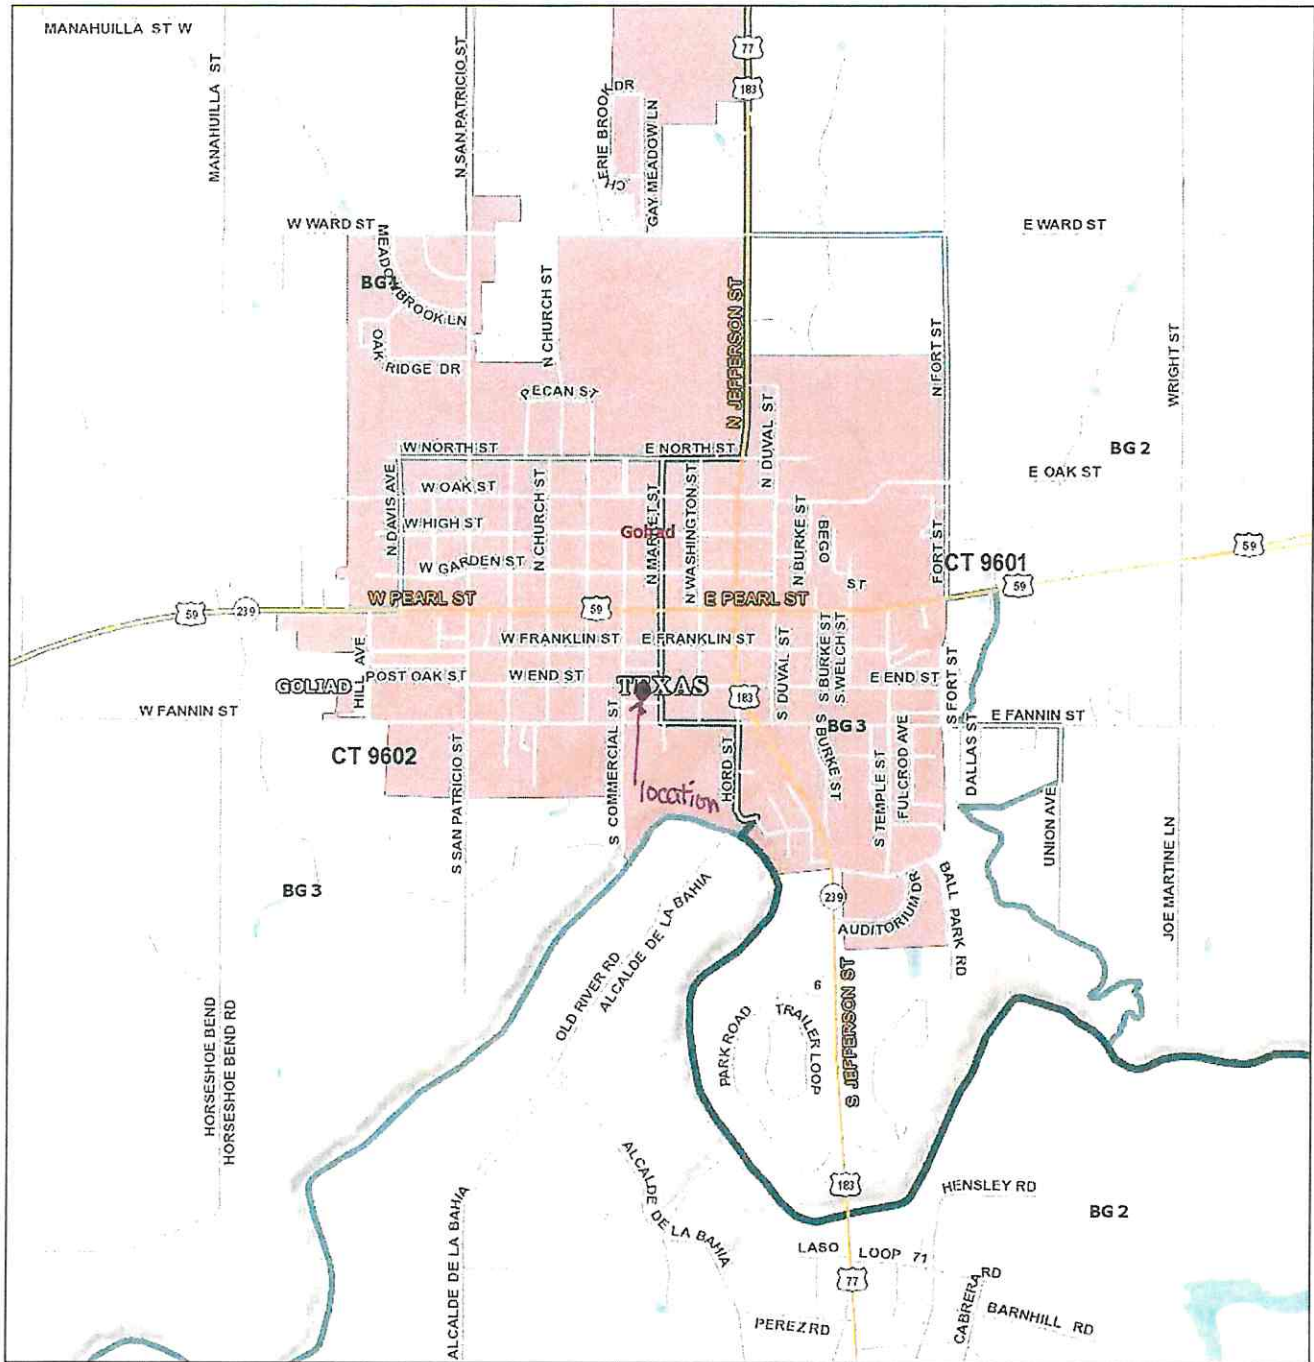 MANAHUILLA ST W
MANAHUILLA ST
N SAN PATRICIO ST
77
183
ERIE BROOK DR
GAY MEADOW LN
CH
W WARD ST
E WARD ST
MEADOWBROOK LN
BG
OAK RIDGE DR
N CHURCH ST
N JEFFERSON ST
N FORT ST
WRIGHT ST
PECAN ST
N DUVAL ST
W NORTH ST
E NORTH ST
BG 2
E OAK ST
N DAVIS AVE
W OAK ST
W HIGH ST
N CHURCH ST
W GARDEN ST
N MARKET ST
Goliad
N WASHINGTON ST
N BURKE ST
BEGO ST
FORT ST
CT 9601
59
59
239
W PEARL ST
59
E PEARL ST
59
HILL AVE
W FRANKLIN ST
E FRANKLIN ST
S DUVAL ST
S BURKE ST
S WELCH ST
S FORT ST
GOLIAD
POST OAK ST
W END ST
TEXAS
183
E END ST
W FANNIN ST
E FANNIN ST
S BURKE ST
BG 3
CT 9602
S SAN PATRICIO ST
S COMMERCIAL ST
location
HORD ST
S TEMPLE ST
FULCROD AVE
DALLAS ST
UNION AVE
JOE MARTINE LN
BG 3
239
AUDITORIUM DR
BALL PARK RD
OLD RIVER RD
ALCALDE DE LA BAHIA
6
PARK ROAD
TRAILER LOOP
S JEFFERSON ST
HORSESHOE BEND
HORSESHOE BEND RD
ALCALDE DE LA BAHIA
ALCALDE DE LA BAHIA
183
HENSLEY RD
BG 2
LASO
LOOP 71
77
CABRERA RD
BARNHILL RD
PEREZ RD